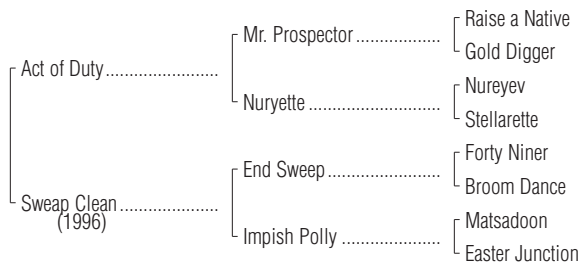 Raise a Native
Mr. Prospector ..................
Gold Digger
Act of Duty ........................
Nureyev
Nuryette ............................
Stellarette
Forty Niner
End Sweep ........................
Broom Dance
Sweap Clean .....................
(1996)
Matsadoon
Impish Polly .....................
Easter Junction